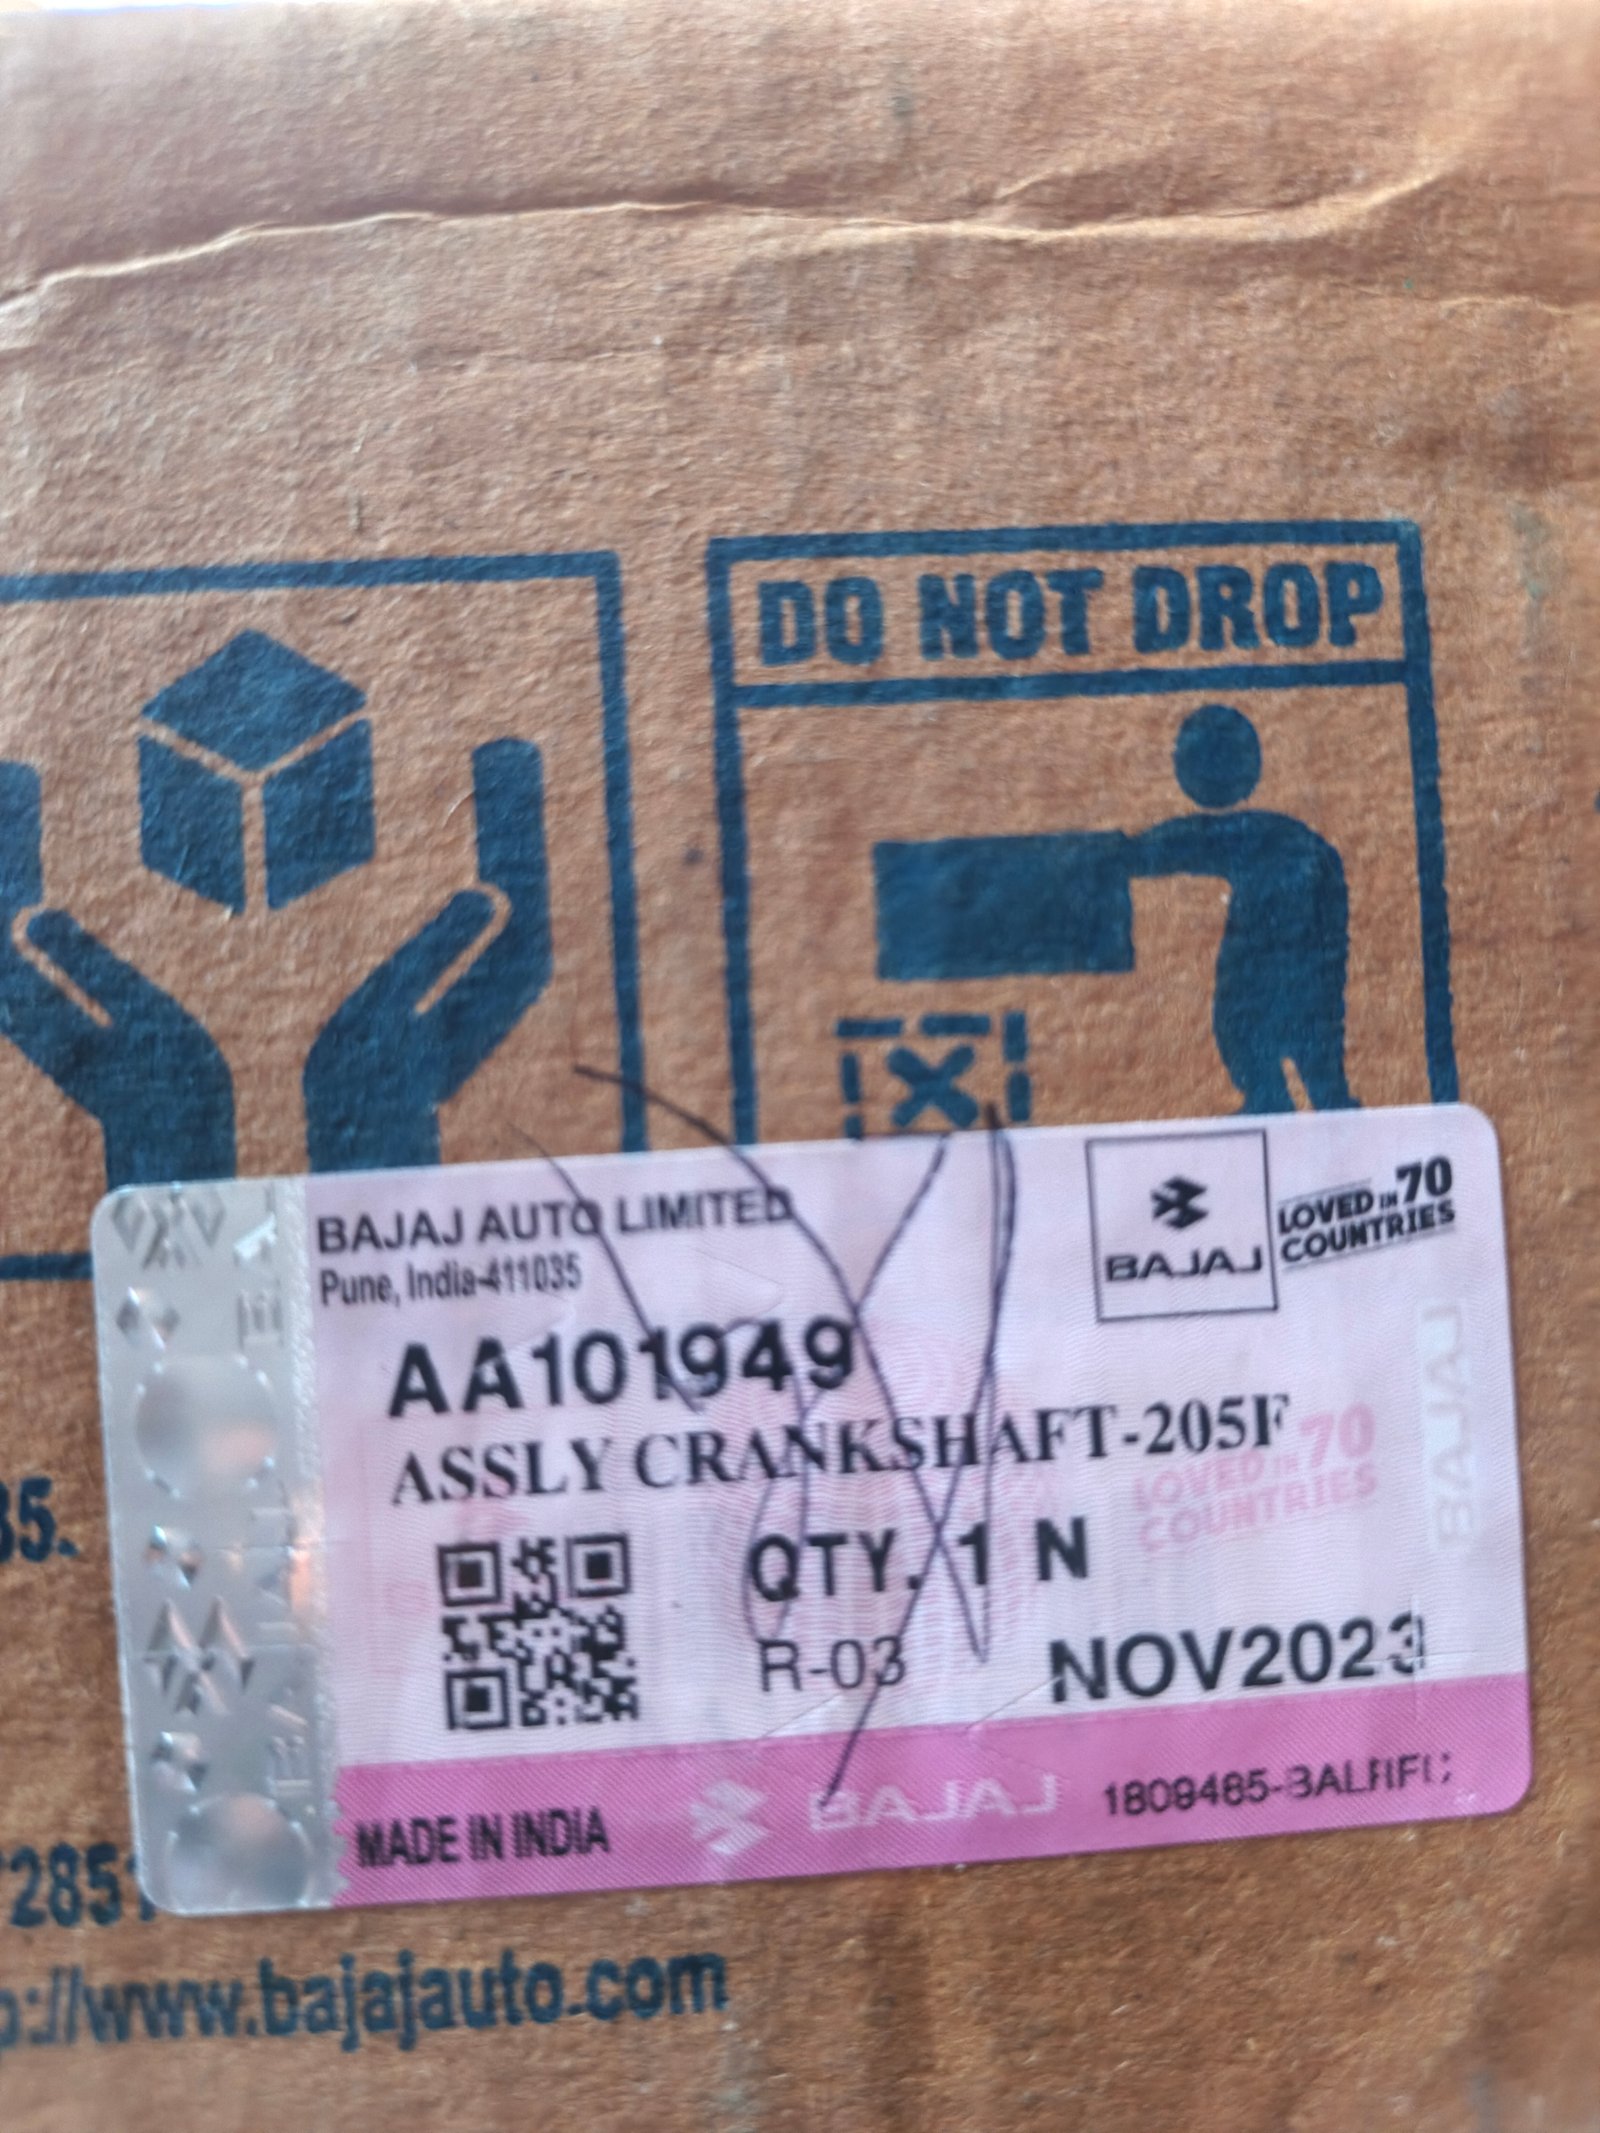 DO NOT DROP
BAJAJ AUTO LIMITED
Pune, India-411035
BAJAJ
LOVED IN 70
COUNTRIES
AA101949
ASSLY CRANKSHAFT-205F
LOVED IN 70
COUNTRIES
BAJAJ
QTY. 1 N
R-03
NOV2023
MADE IN INDIA
BAJAJ
35.
2851
p://www.bajajauto.com